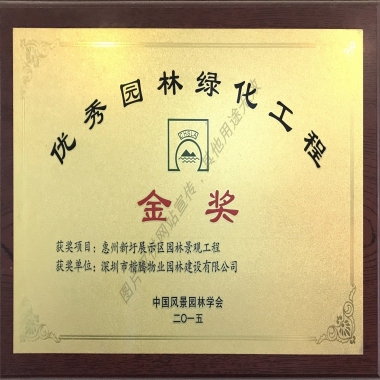 优秀园林绿化工程
金奖
获奖项目：惠州新圩展示区园林景观工程
获奖单位：深圳市楷腾物业园林建设有限公司
中国风景园林学会
二〇一五